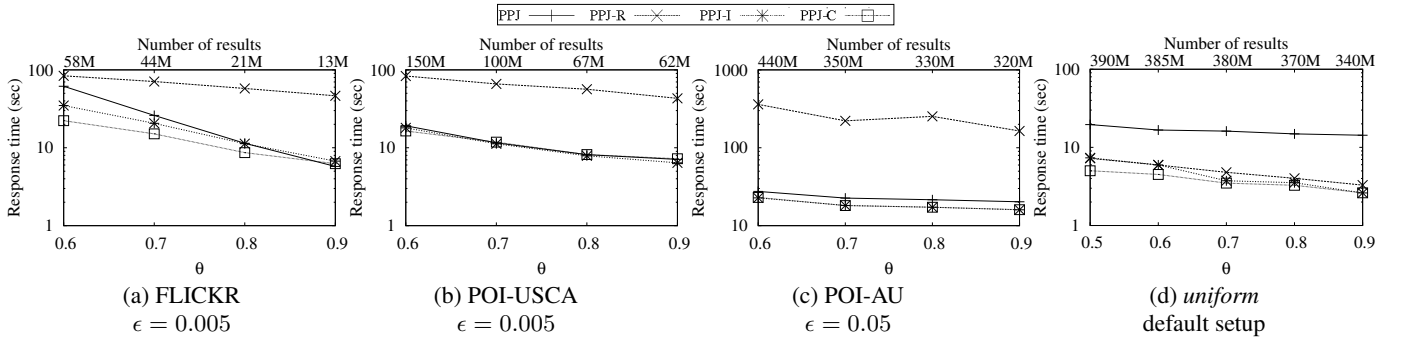 PPJ PPJ-R PPJ-I PPJ-C
Number of results
58M 44M 21M 13M
Response time (sec)
100
10
1
0.6 0.7 0.8 0.9
θ
(a) FLICKR
ϵ = 0.005
Number of results
150M 100M 67M 62M
Response time (sec)
100
10
1
0.6 0.7 0.8 0.9
θ
(b) POI-USCA
ϵ = 0.005
Number of results
440M 350M 330M 320M
Response time (sec)
1000
100
10
0.6 0.7 0.8 0.9
θ
(c) POI-AU
ϵ = 0.05
Number of results
390M 385M 380M 370M 340M
Response time (sec)
100
10
1
0.5 0.6 0.7 0.8 0.9
θ
(d) uniform
default setup